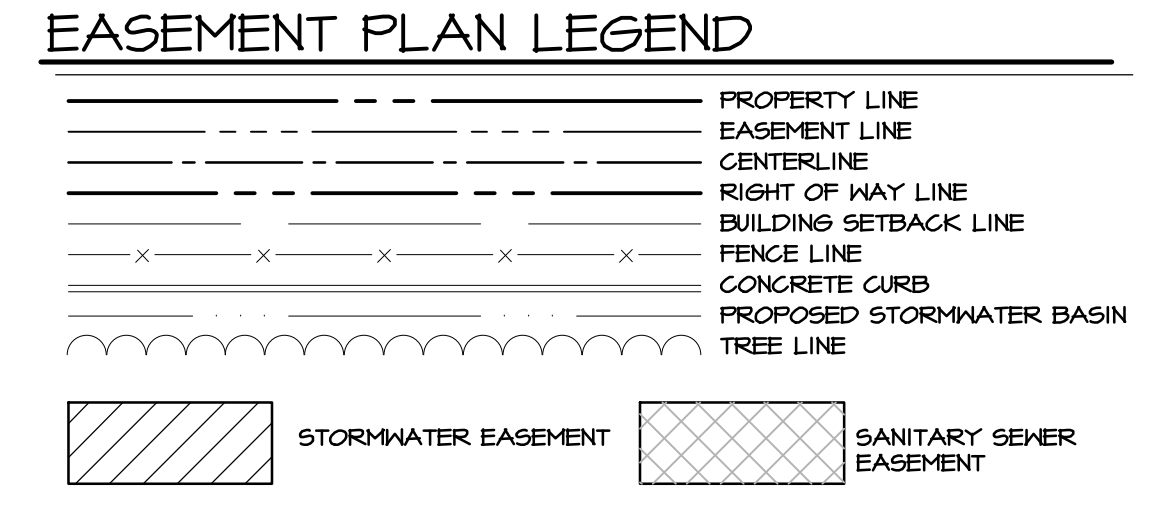 EASEMENT PLAN LEGEND
PROPERTY LINE
EASEMENT LINE
CENTERLINE
RIGHT OF WAY LINE
BUILDING SETBACK LINE
FENCE LINE
CONCRETE CURB
PROPOSED STORMWATER BASIN
TREE LINE
STORMWATER EASEMENT
SANITARY SEWER
EASEMENT